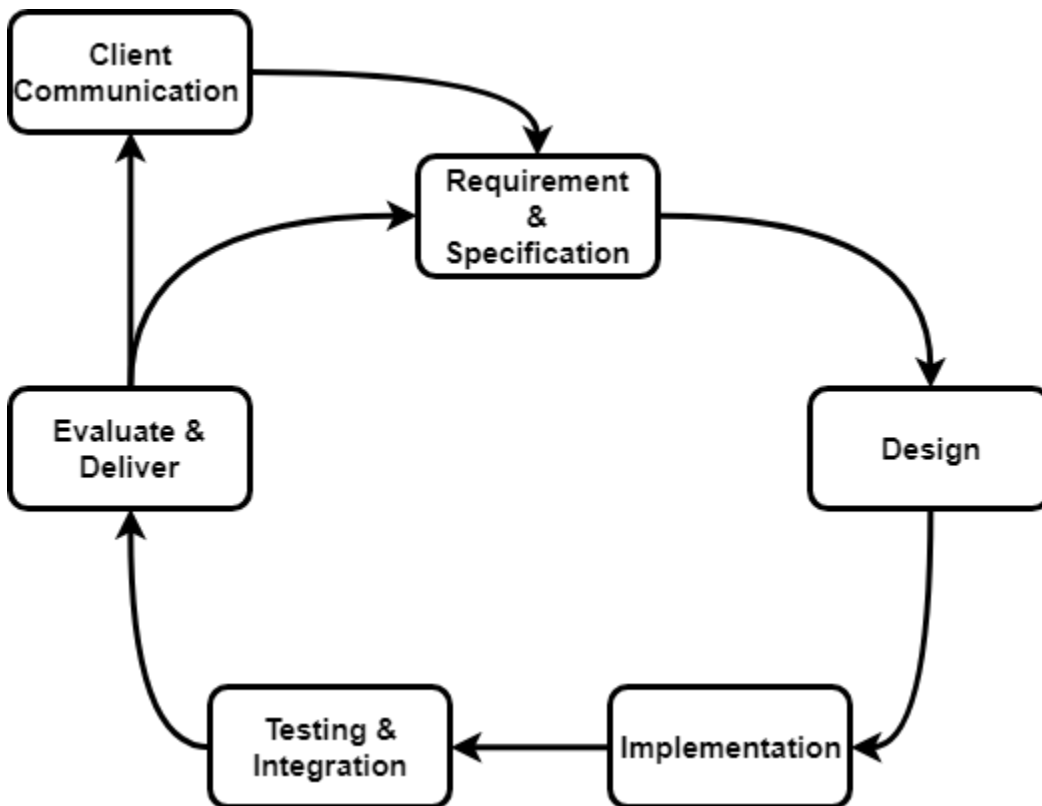 Client
Communication
Requirement
&
Specification
Evaluate &
Deliver
Design
Testing &
Integration
Implementation